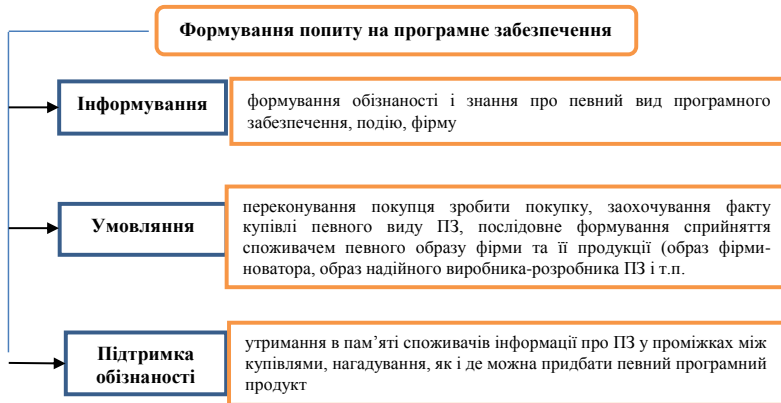 Формування попиту на програмне забезпечення
Інформування
формування обізнаності і знання про певний вид програмного
забезпечення, подію, фірму
Умовляння
переконування покупця зробити покупку, заохочування факту
купівлі певного виду ПЗ, послідовне формування сприйняття
споживачем певного образу фірми та її продукції (образ фірми-
новатора, образ надійного виробника-розробника ПЗ і т.п.
Підтримка
обізнаності
утримання в пам’яті споживачів інформації про ПЗ у проміжках між
купівлями, нагадування, як і де можна придбати певний програмний
продукт